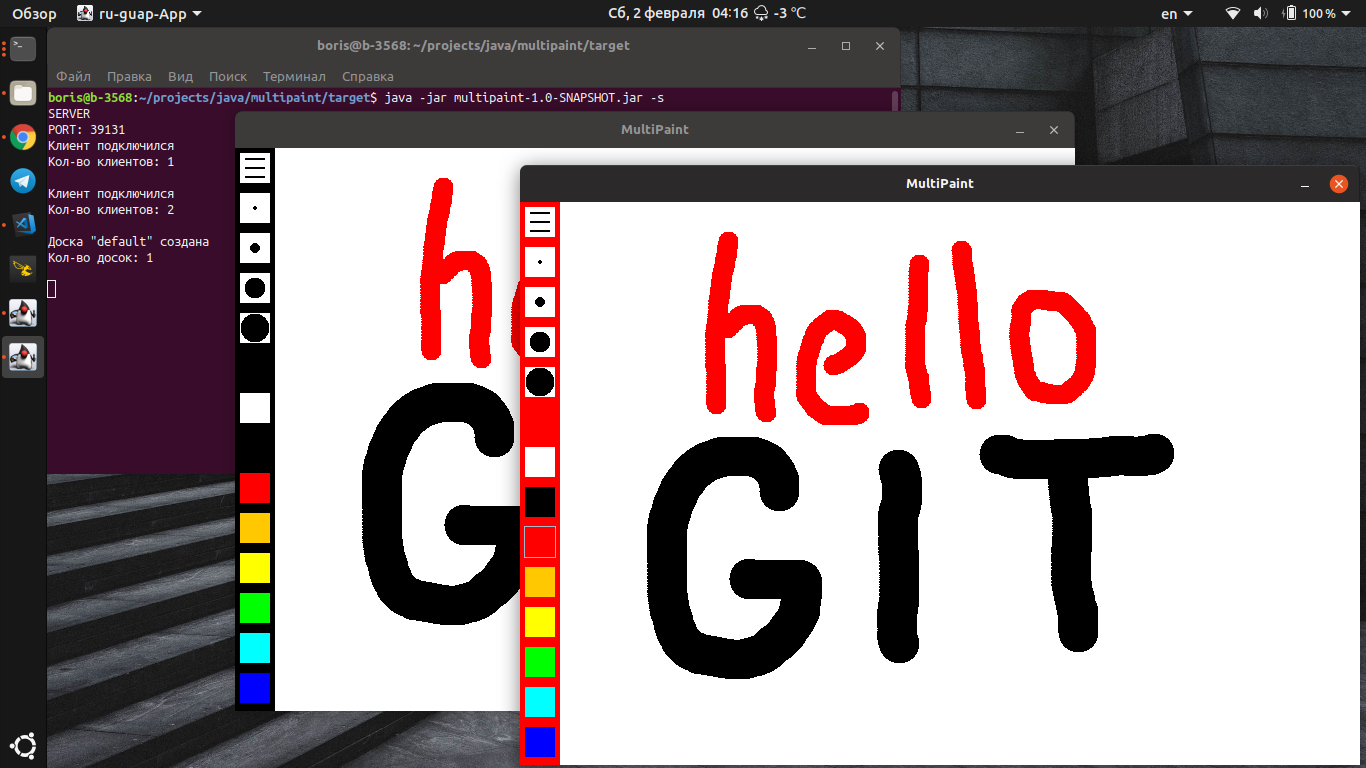 Обзор ru-guap-App Сб, 2 февраля 04:16 -3 °C en 100 %
boris@b-3568: ~/projects/java/multipaint/target
Файл Правка Вид Поиск Терминал Справка
boris@b-3568:~/projects/java/multipaint/target$ java -jar multipaint-1.0-SNAPSHOT.jar -s
SERVER
PORT: 39131
Клиент подключился
Кол-во клиентов: 1
Клиент подключился
Кол-во клиентов: 2
Доска "default" создана
Кол-во досок: 1
MultiPaint
he
G
MultiPaint
hello
GIT